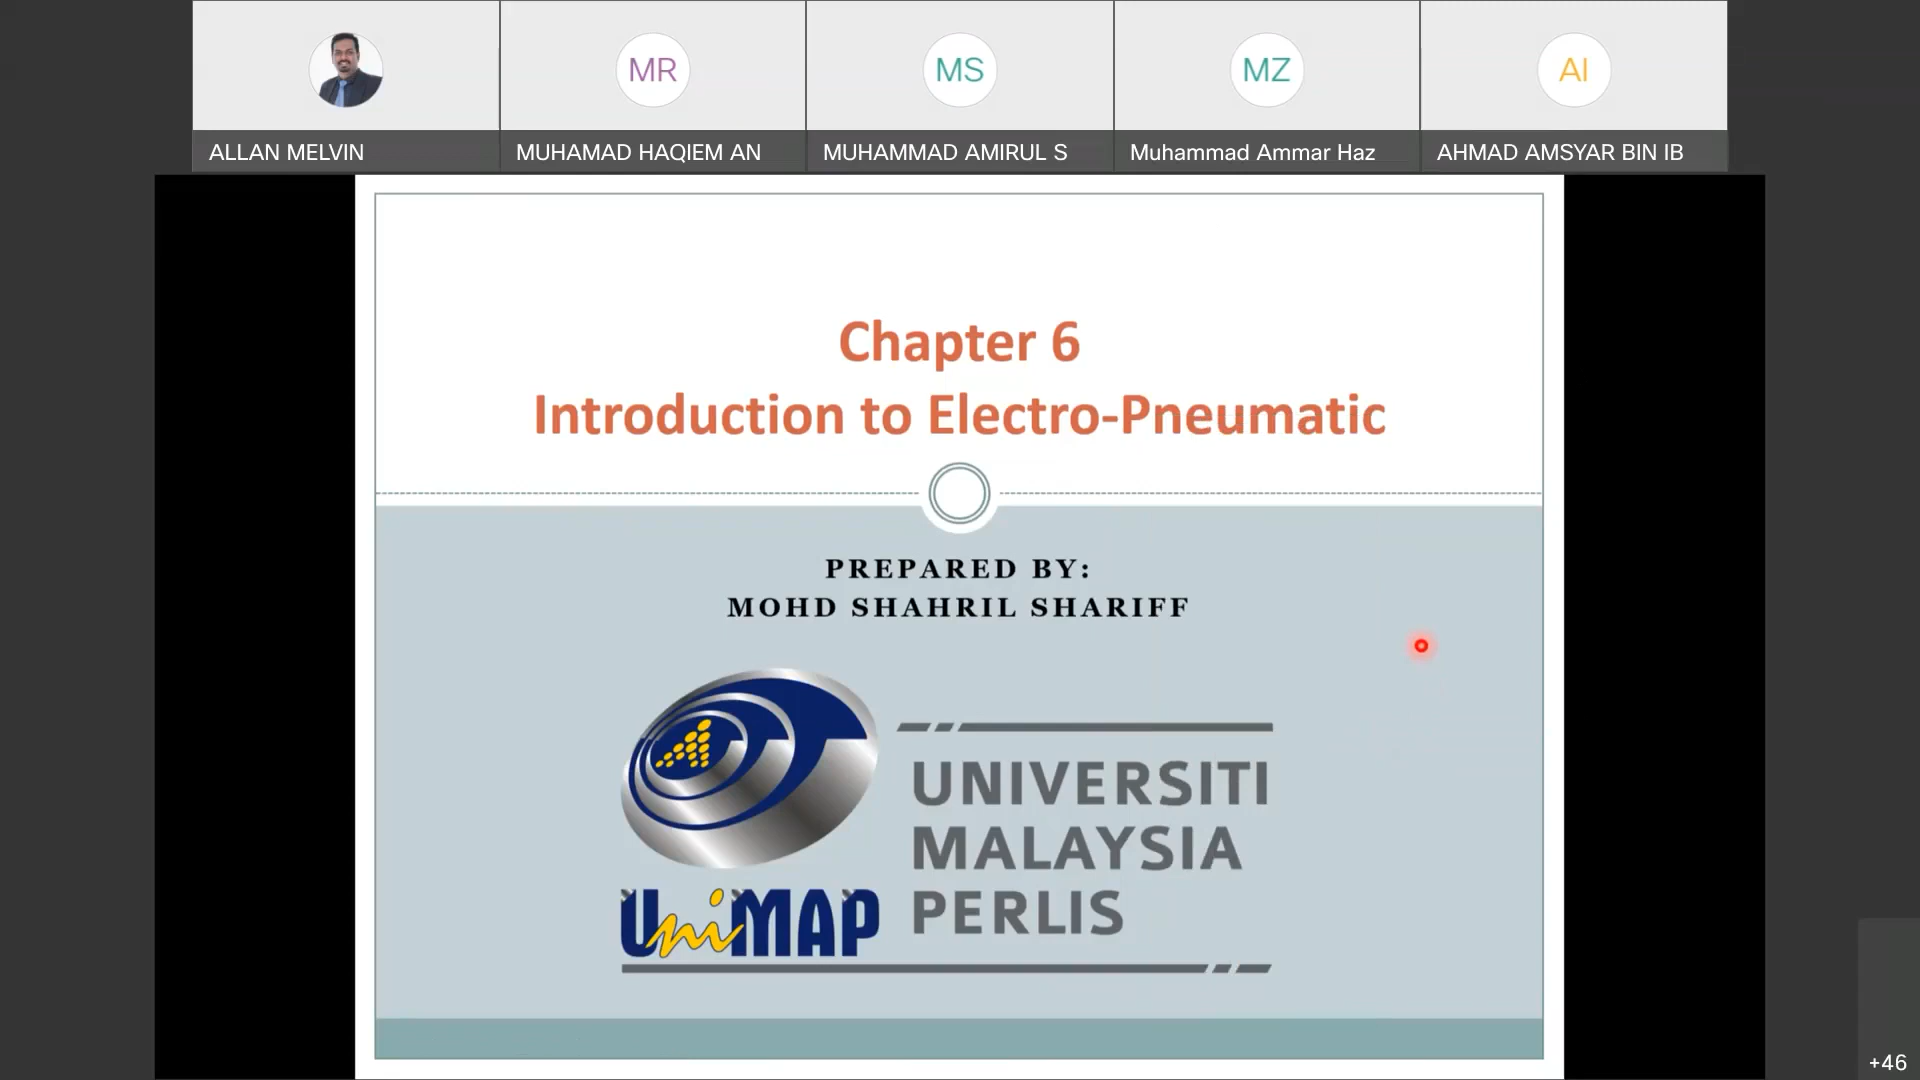 MR
MS
MZ
AI
ALLAN MELVIN
MUHAMAD HAQIEM AN
MUHAMMAD AMIRUL S
Muhammad Ammar Haz
AHMAD AMSYAR BIN IB
Chapter 6
Introduction to Electro-Pneumatic
PREPARED BY:
MOHD SHAHRIL SHARIFF
UNIVERSITI
MALAYSIA
PERLIS
UniMAP
+46